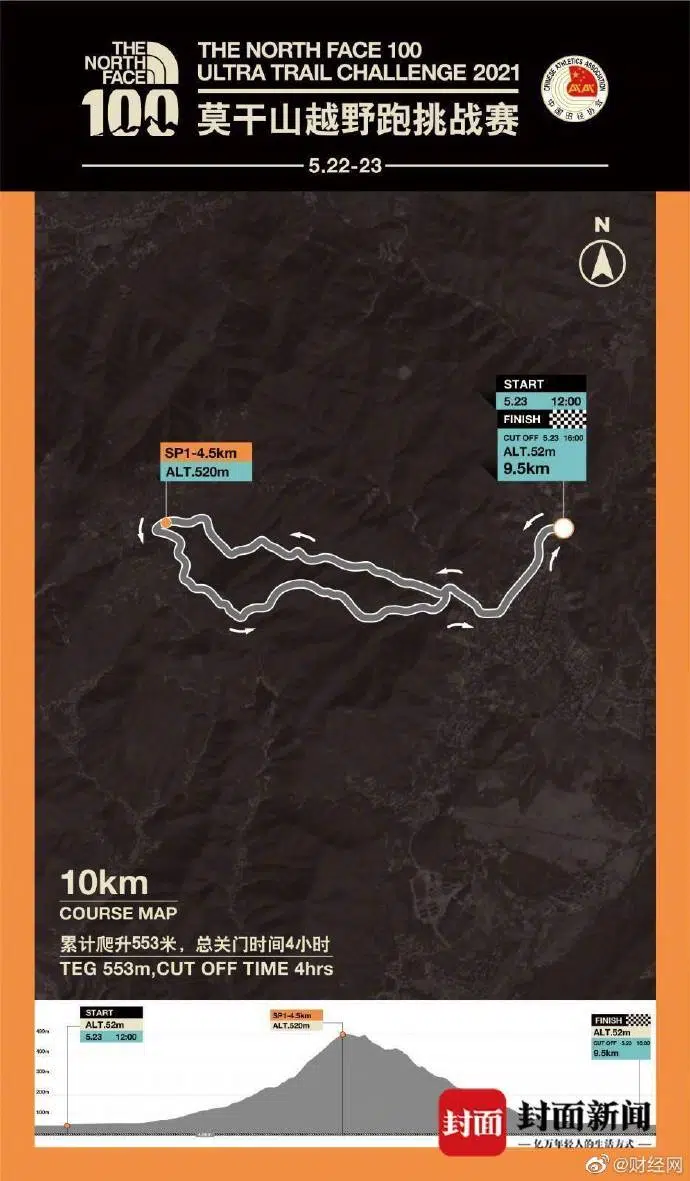 THE
NORTH
FACE
100
THE NORTH FACE 100
ULTRA TRAIL CHALLENGE 2021
莫干山越野跑挑战赛
CHINESE ATHLETICS ASSOCIATION
中国田径协会
5.22-23
N
START
5.23 12:00
FINISH
CUT OFF 5.23 16:00
ALT.52m
9.5km
SP1-4.5km
ALT.520m
10km
COURSE MAP
累计爬升553米，总关门时间4小时
TEG 553m,CUT OFF TIME 4hrs
START
ALT.52m
5.23 12:00
SP1-4.5km
ALT.520m
FINISH
ALT.52m
CUT OFF 5.23 16:00
9.5km
400m
300m
200m
100m
封面
封面新闻
亿万年轻人的生活方式
@财经网